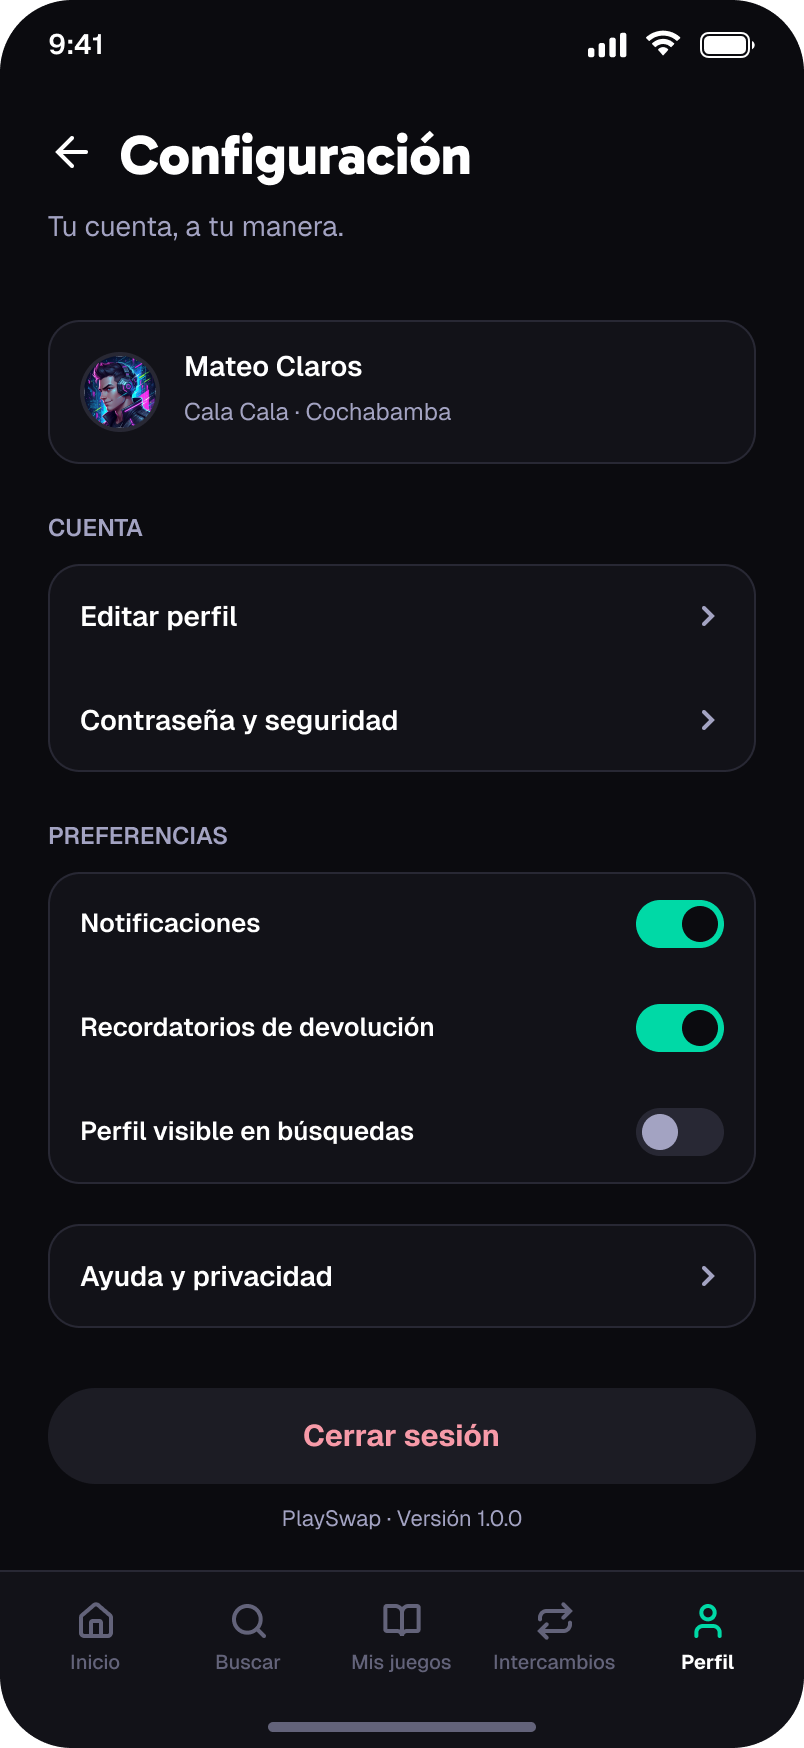 9:41
Configuración
Tu cuenta, a tu manera.
Mateo Claros
Cala Cala · Cochabamba
CUENTA
Editar perfil
Contraseña y seguridad
PREFERENCIAS
Notificaciones
Recordatorios de devolución
Perfil visible en búsquedas
Ayuda y privacidad
Cerrar sesión
PlaySwap · Versión 1.0.0
Inicio
Buscar
Mis juegos
Intercambios
Perfil